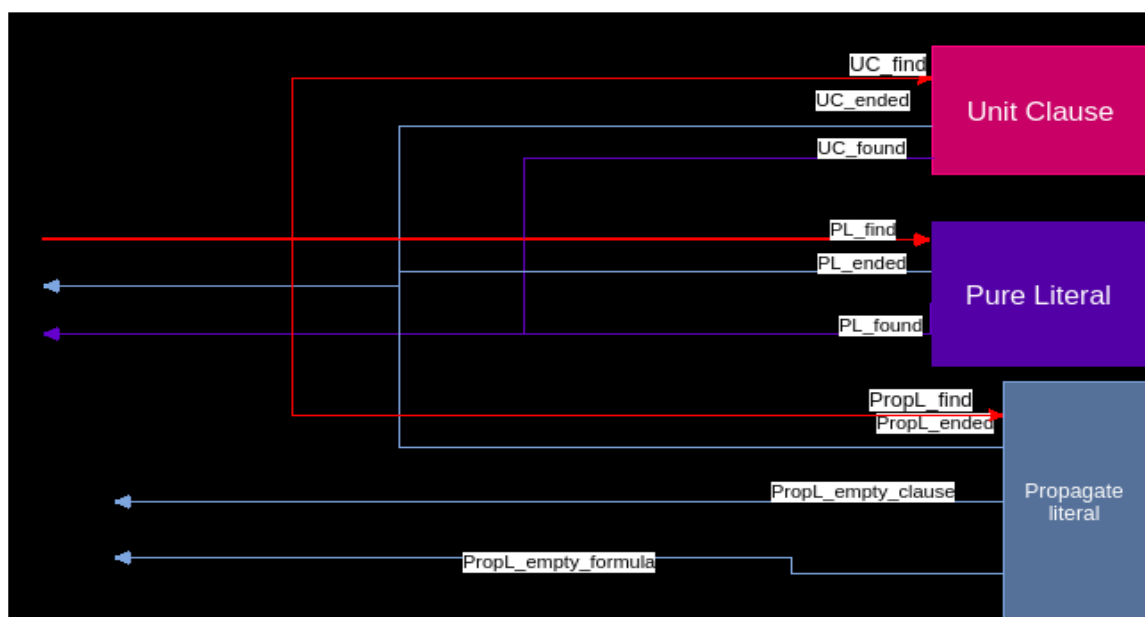 UC_find
UC_ended
Unit Clause
UC_found
PL_find
PL_ended
Pure Literal
PL_found
PropL_find
PropL_ended
PropL_empty_clause
Propagate
literal
PropL_empty_formula